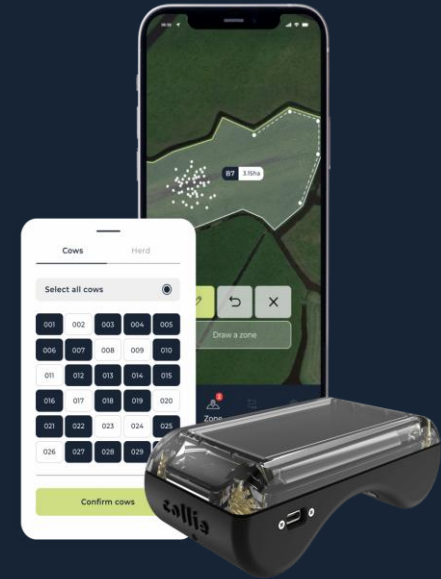 B7 3.15ha
Draw a zone
2
Zone
Cows Herd
Select all cows
001 002 003 004 005
006 007 008 009 010
011 012 013 014 015
016 017 018 019 020
021 022 023 024 025
026 027 028 029
Confirm cows